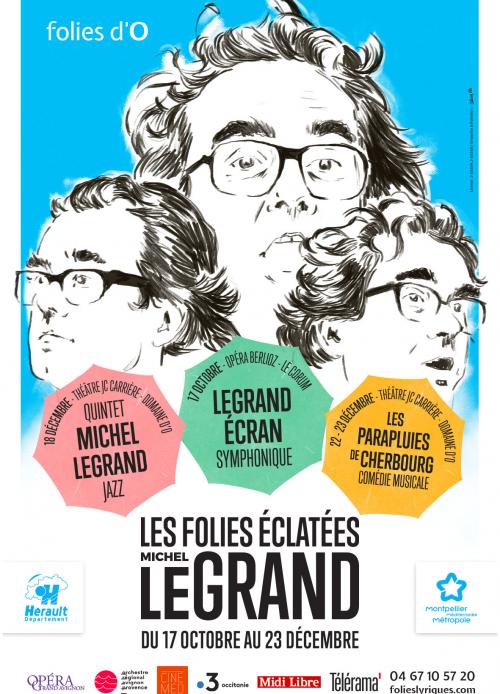 folies d'O
18 DÉCEMBRE - THÉÂTRE JC CARRIÈRE - DOMAINE D'O
QUINTET
MICHEL
LEGRAND
JAZZ
17 OCTOBRE - OPÉRA BERLIOZ - LE CORUM
LEGRAND
ÉCRAN
SYMPHONIQUE
22 - 23 DÉCEMBRE - THÉÂTRE JC CARRIÈRE - DOMAINE D'O
LES
PARAPLUIES
DE CHERBOURG
COMÉDIE MUSICALE
LES FOLIES ÉCLATÉES
MICHEL
LEGRAND
DU 17 OCTOBRE AU 23 DÉCEMBRE
Herault
Département
Montpellier
méditerranée
Métropole
OPÉRA
GRAND AVIGNON
orchestre
régional
avignon
provence
CINE
MED
3 occitanie
Midi Libre
Télérama'
04 67 10 57 20
folieslyriques.com